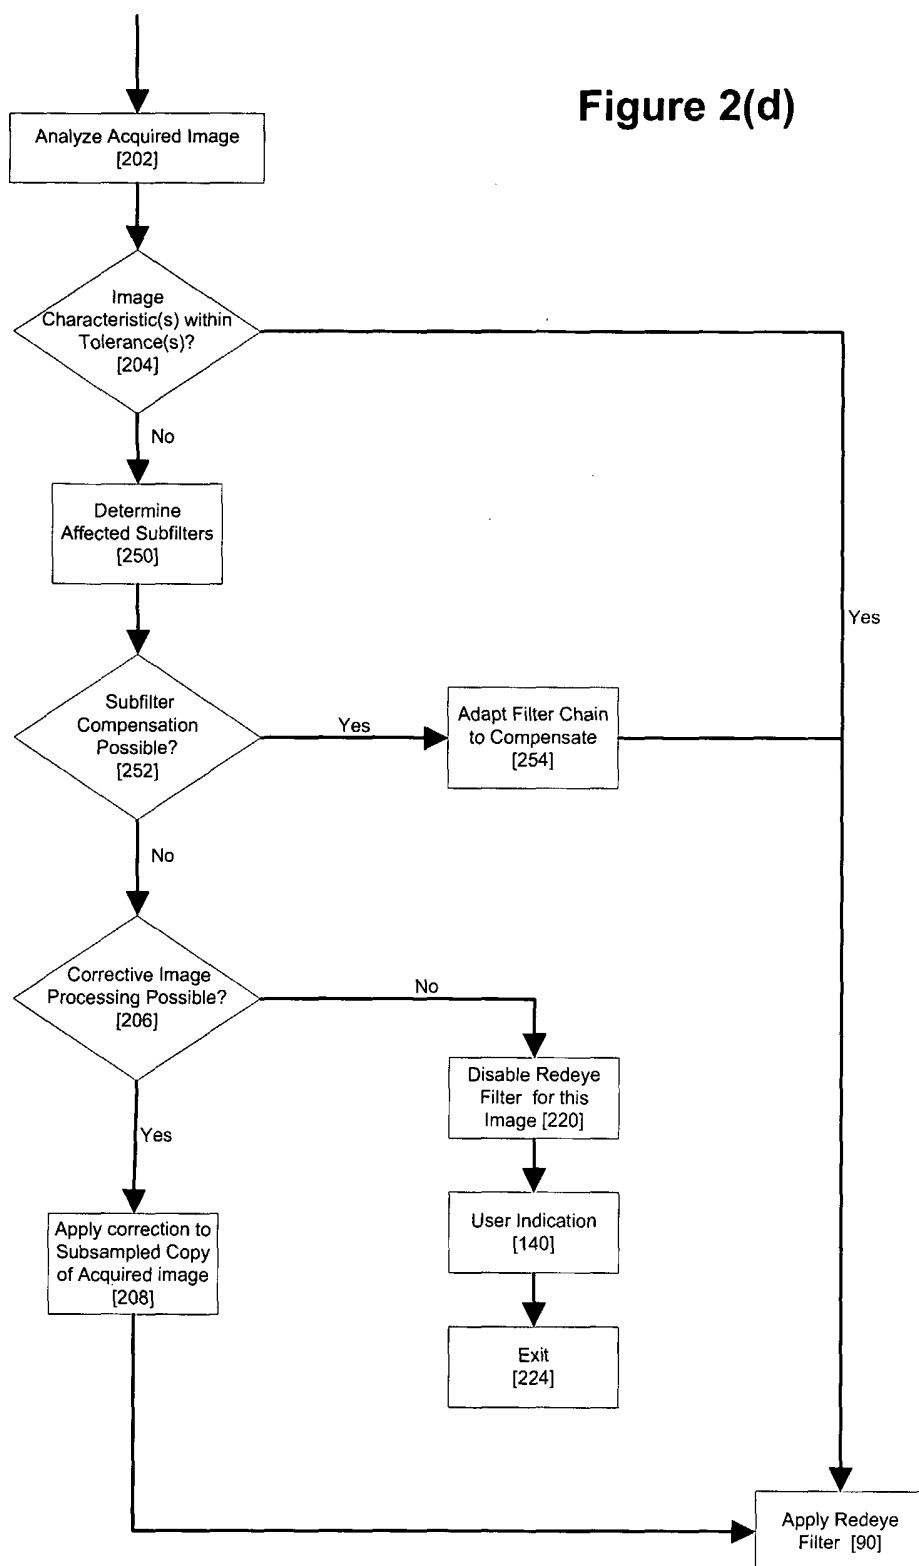 Figure 2(d)
Analyze Acquired Image
[202]
Image
Characteristic(s) within
Tolerance(s)?
[204]
No
Yes
Determine
Affected Subfilters
[250]
Subfilter
Compensation
Possible?
[252]
Yes
Adapt Filter Chain
to Compensate
[254]
No
Corrective Image
Processing Possible?
[206]
No
Disable Redeye
Filter for this
Image [220]
Yes
User Indication
[140]
Apply correction to
Subsampled Copy
of Acquired image
[208]
Exit
[224]
Apply Redeye
Filter [90]